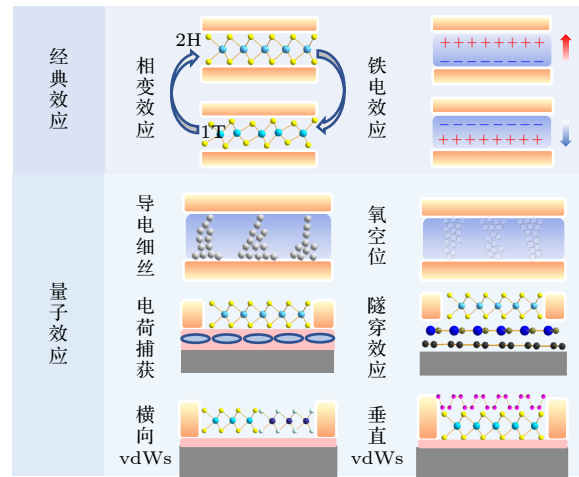 经典效应
相变效应
2H
1T
铁电效应
+ + + + + + + +
− − − − − − − −
− − − − − − − −
+ + + + + + + +
量子效应
导电细丝
氧空位
电荷捕获
隧穿效应
横向
vdWs
垂直
vdWs